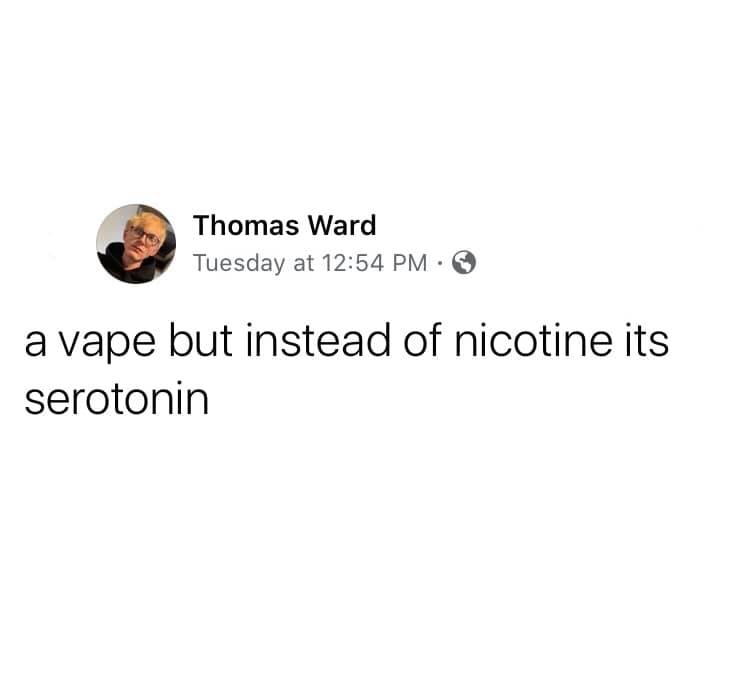 Thomas Ward
Tuesday at 12:54 PM ·
a vape but instead of nicotine its
serotonin